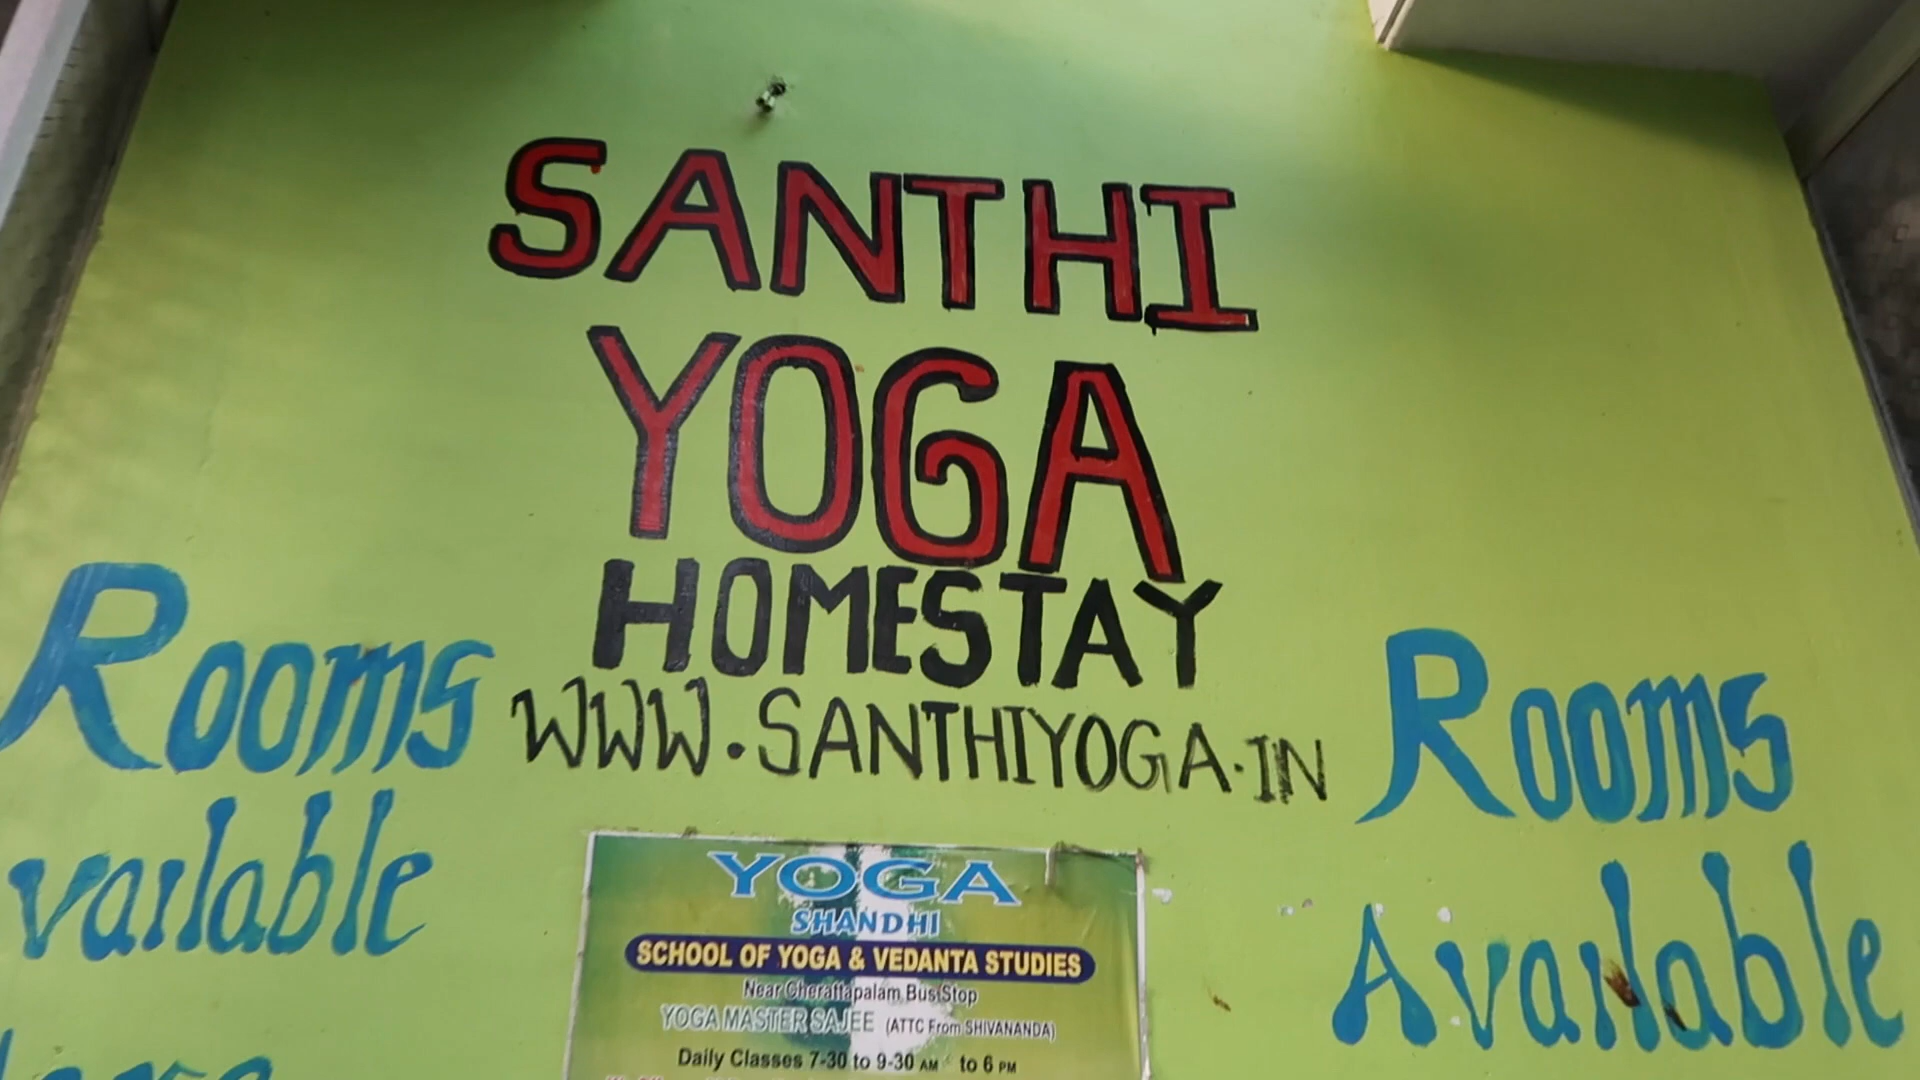 SANTHI
YOGA
HOMESTAY
WWW.SANTHIYOGA.IN
Rooms
vailable
Rooms
Available
YOGA
SHANDHI
SCHOOL OF YOGA & VEDANTA STUDIES
Near Cherattapalam Bus Stop
YOGA MASTER SAJEE (ATTC From SHIVANANDA)
Daily Classes 7-30 to 9-30 AM to 6 PM